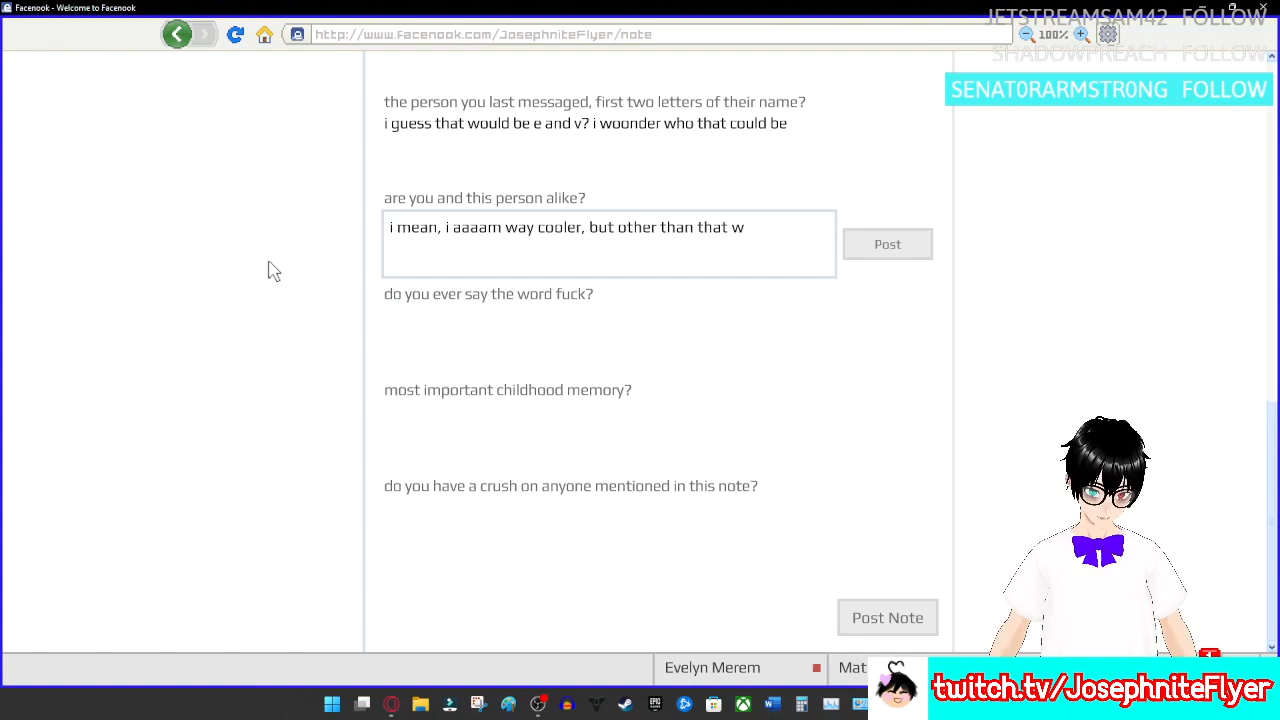 Facenook - Welcome to Facenook
JETSTREAMSAM42 FOLLOW
http://www.facenook.com/JosephniteFlyer/note
100%
SHADOWPREACH FOLLOW
SENAT0RARMSTR0NG FOLLOW
the person you last messaged, first two letters of their name?
i guess that would be e and v? i woonder who that could be
are you and this person alike?
i mean, i aaaam way cooler, but other than that w
Post
do you ever say the word fuck?
most important childhood memory?
do you have a crush on anyone mentioned in this note?
Post Note
Evelyn Merem
Mat
twitch.tv/JosephniteFlyer